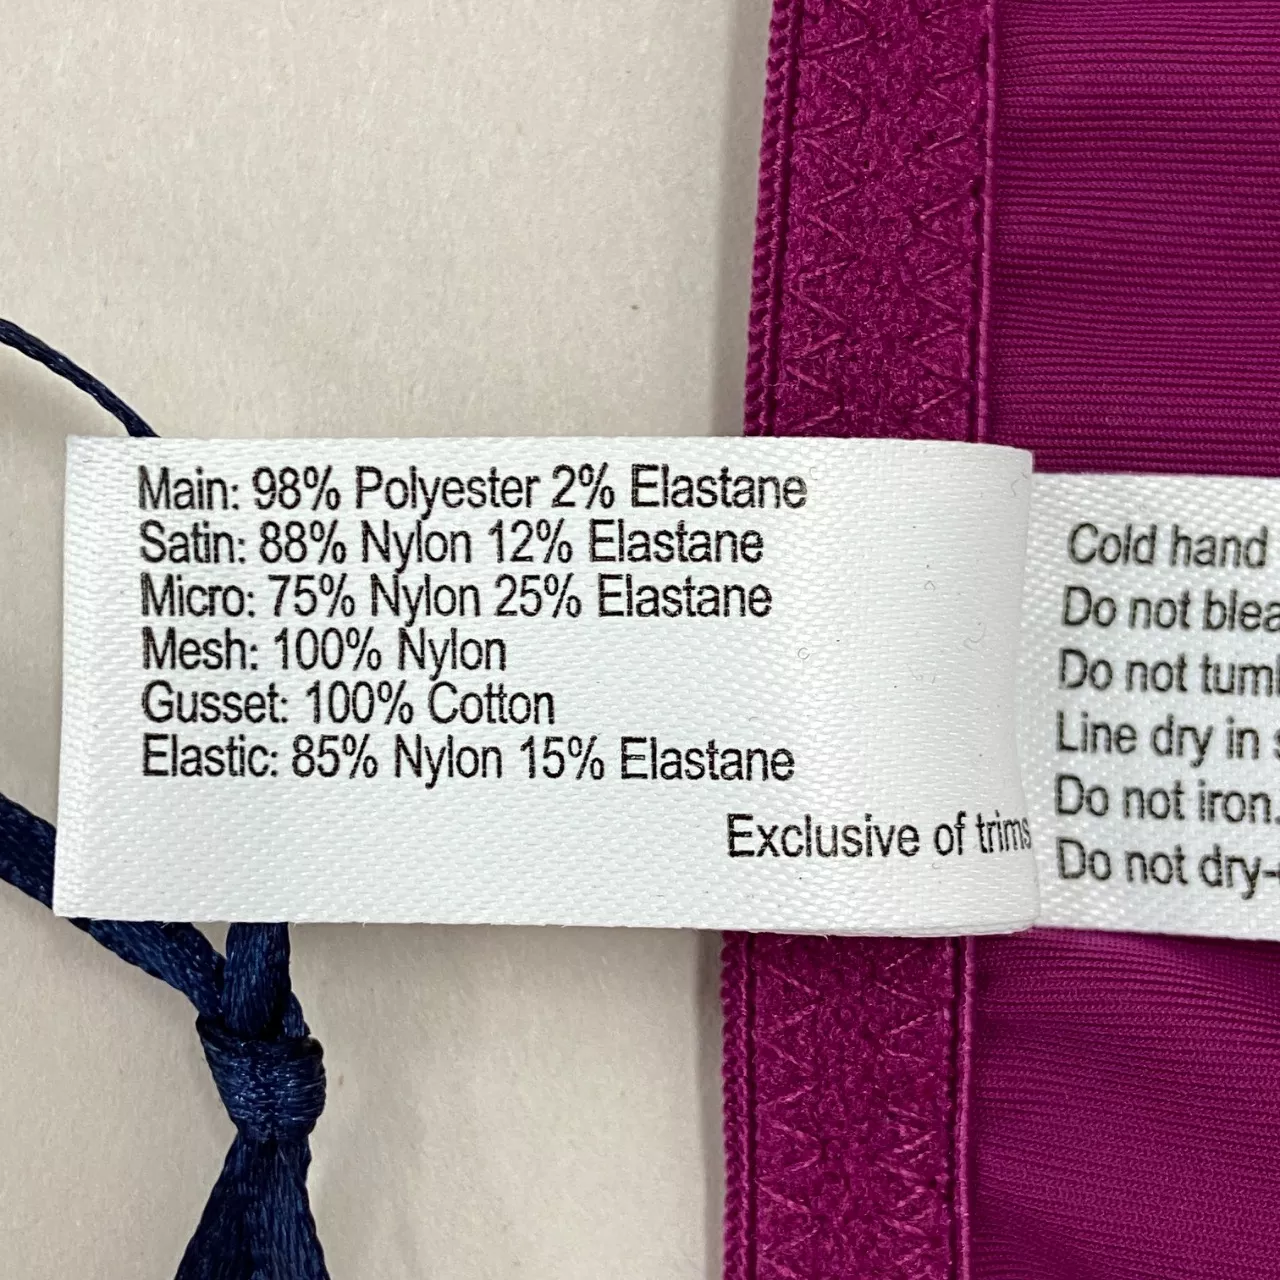 Main: 98% Polyester 2% Elastane
Satin: 88% Nylon 12% Elastane
Micro: 75% Nylon 25% Elastane
Mesh: 100% Nylon
Gusset: 100% Cotton
Elastic: 85% Nylon 15% Elastane
Exclusive of trims
Cold hand
Do not
Do not
Line dry in
Do not iron.
Do not